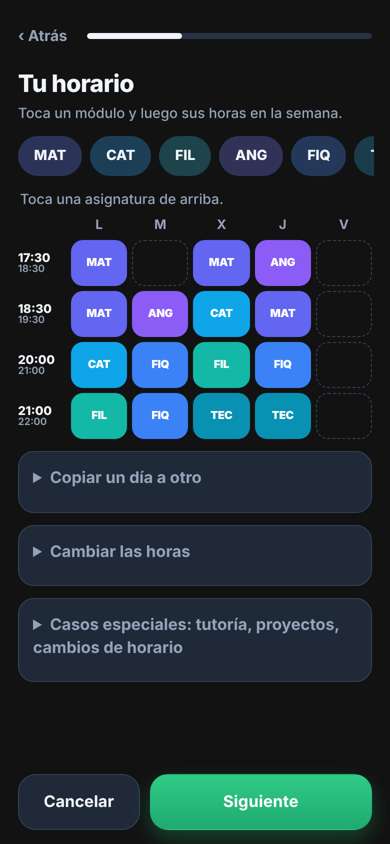 ‹ Atrás
Tu horario
Toca un módulo y luego sus horas en la semana.
MAT CAT FIL ANG FIQ
Toca una asignatura de arriba.
L M X J V
17:30 MAT MAT ANG
18:30
18:30 MAT ANG CAT MAT
19:30
20:00 CAT FIQ FIL FIQ
21:00
21:00 FIL FIQ TEC TEC
22:00
▶ Copiar un día a otro
▶ Cambiar las horas
▶ Casos especiales: tutoría, proyectos,
cambios de horario
Cancelar Siguiente